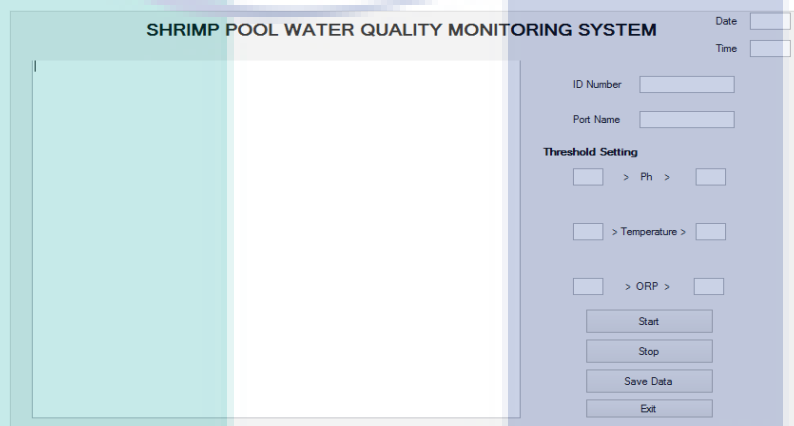 Date
SHRIMP POOL WATER QUALITY MONITORING SYSTEM
Time
ID Number
Port Name
Threshold Setting
> Ph >
> Temperature >
> ORP >
Start
Stop
Save Data
Exit